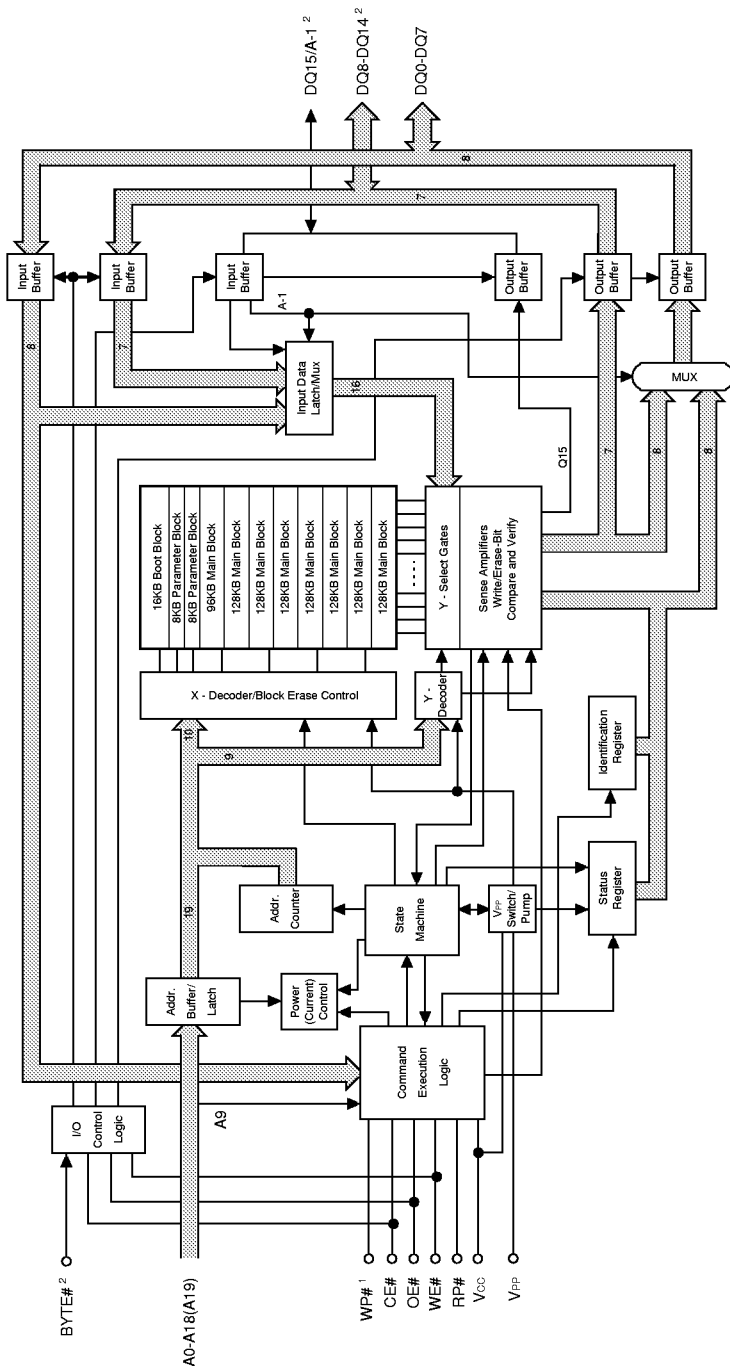 DQ15/A-1 2
DQ8-DQ14 2
DQ0-DQ7
8
7
Input
Buffer
Input
Buffer
Input
Buffer
Output
Buffer
Output
Buffer
Output
Buffer
8
7
A-1
Input Data
Latch/Mux
16
MUX
Q15
7
8
8
16KB Boot Block
8KB Parameter Block
8KB Parameter Block
96KB Main Block
128KB Main Block
128KB Main Block
128KB Main Block
128KB Main Block
128KB Main Block
128KB Main Block
128KB Main Block
Y - Select Gates
Sense Amplifiers
Write/Erase-Bit
Compare and Verify
X - Decoder/Block Erase Control
Y -
Decoder
10
9
Identification
Register
19
Addr.
Counter
State
Machine
VPP
Switch/
Pump
Status
Register
Addr.
Buffer/
Latch
Power
(Current)
Control
Command
Execution
Logic
I/O
Control
Logic
A9
BYTE# 2
A0-A18(A19)
WP# 1
CE#
OE#
WE#
RP#
VCC
VPP